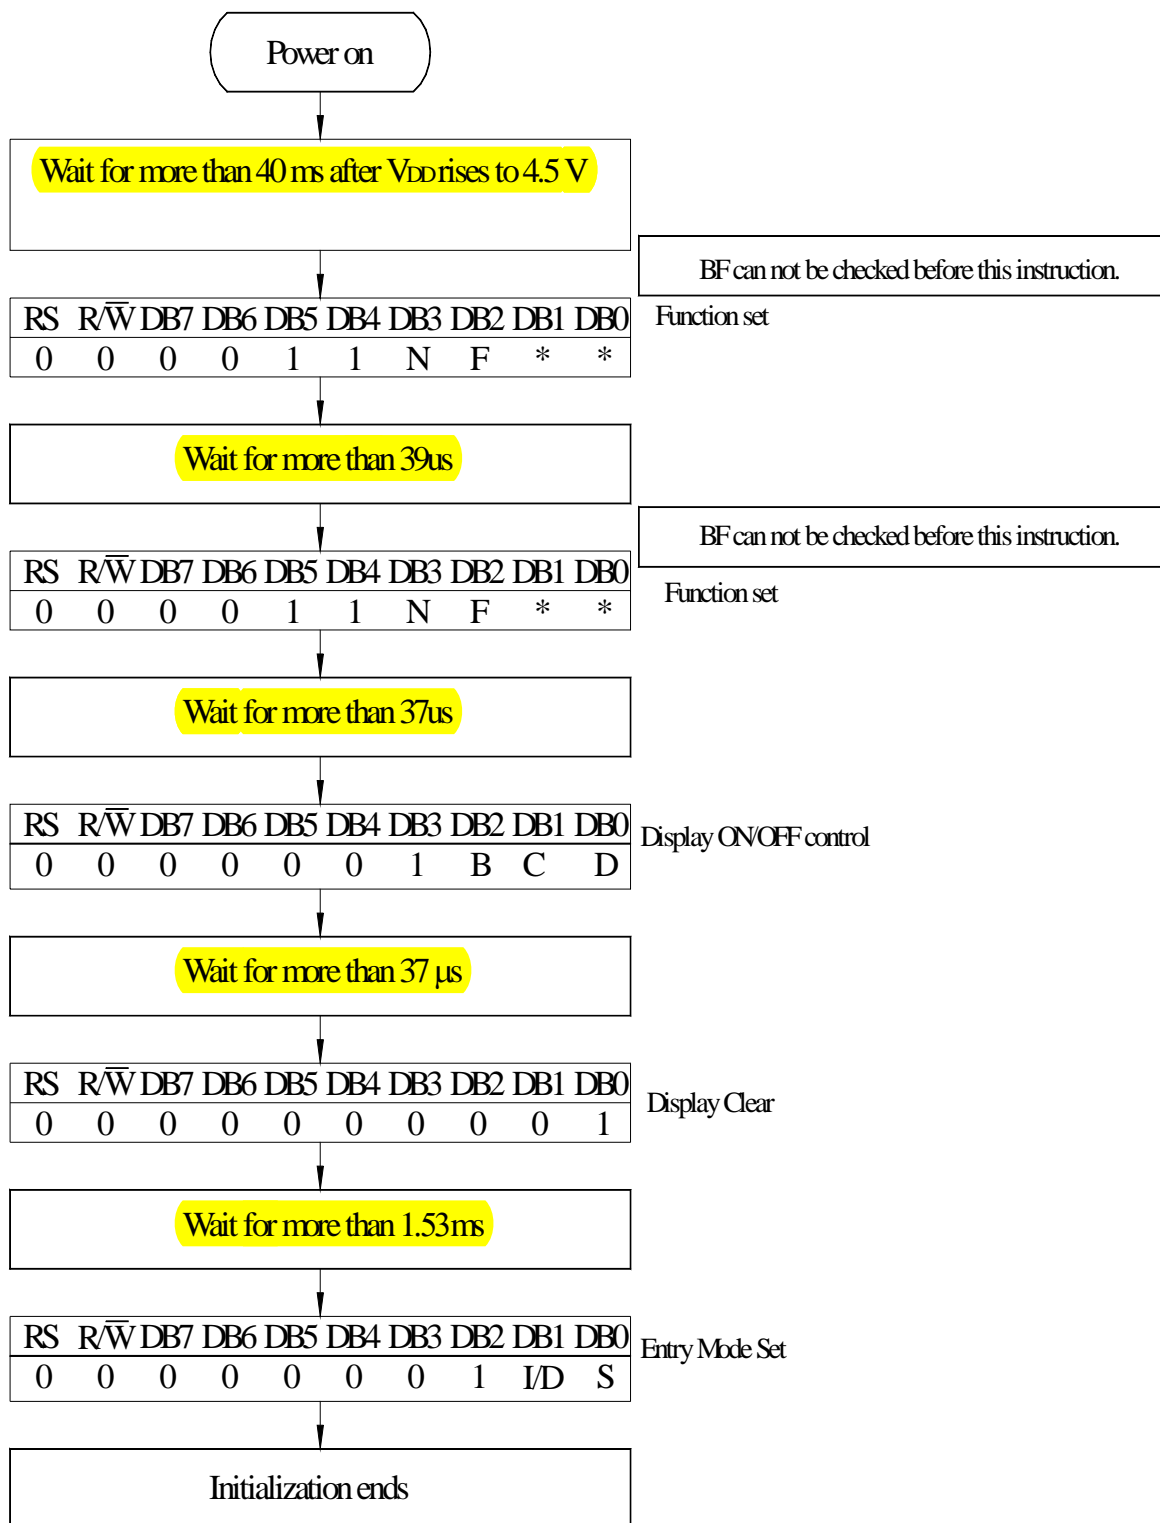 Power on
Wait for more than 40 ms after VDD rises to 4.5 V
BF can not be checked before this instruction.
RS R/W̅ DB7 DB6 DB5 DB4 DB3 DB2 DB1 DB0
Function set
0 0 0 0 1 1 N F * *
Wait for more than 39us
BF can not be checked before this instruction.
RS R/W̅ DB7 DB6 DB5 DB4 DB3 DB2 DB1 DB0
Function set
0 0 0 0 1 1 N F * *
Wait for more than 37us
RS R/W̅ DB7 DB6 DB5 DB4 DB3 DB2 DB1 DB0
Display ON/OFF control
0 0 0 0 0 0 1 B C D
Wait for more than 37 μs
RS R/W̅ DB7 DB6 DB5 DB4 DB3 DB2 DB1 DB0
Display Clear
0 0 0 0 0 0 0 0 0 1
Wait for more than 1.53ms
RS R/W̅ DB7 DB6 DB5 DB4 DB3 DB2 DB1 DB0
Entry Mode Set
0 0 0 0 0 0 0 1 I/D S
Initialization ends